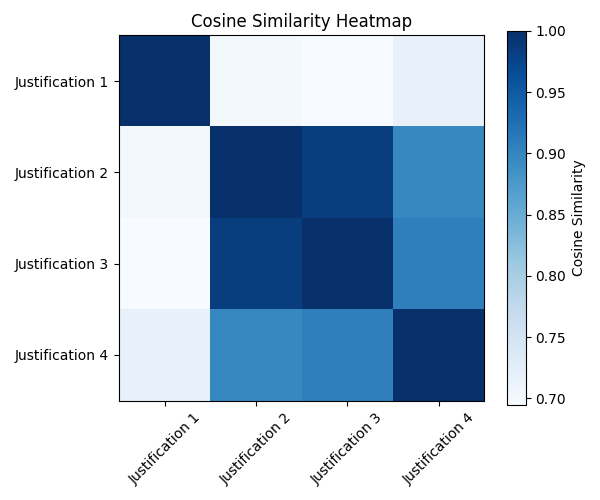 Cosine Similarity Heatmap
Justification 1
Justification 2
Justification 3
Justification 4
Justification 1
Justification 2
Justification 3
Justification 4
1.00
0.95
0.90
0.85
0.80
0.75
0.70
Cosine Similarity